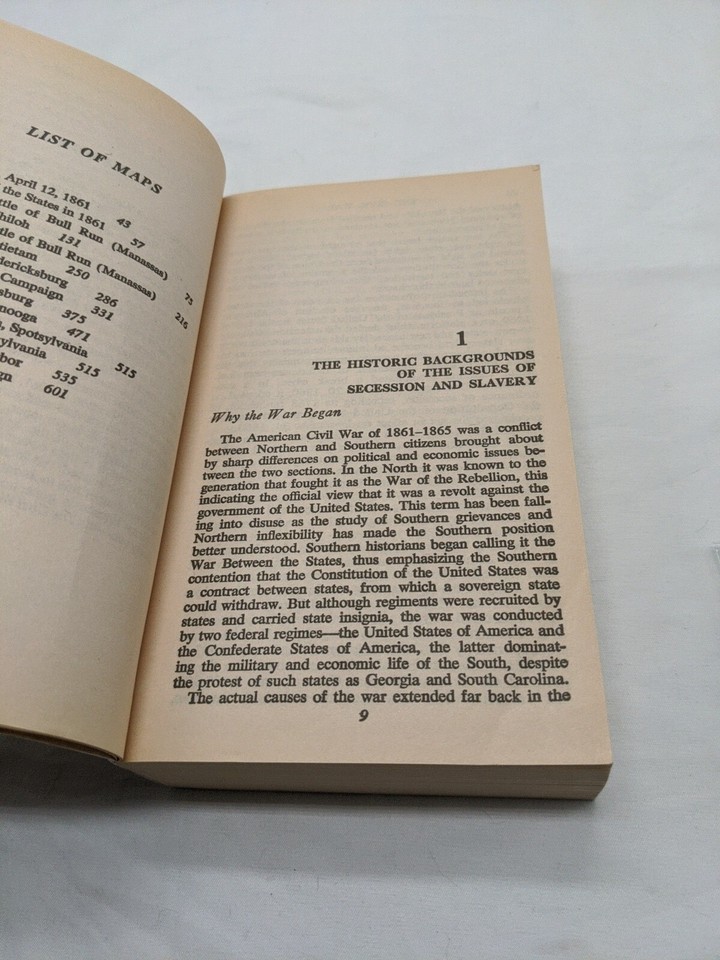 LIST OF MAPS
April 12, 1861 43
the States in 1861 57
of Bull Run (Manassas) 75
131
of Bull Run (Manassas) 216
250
286
Campaign 331
375
471
Spotsylvania 515
515
535
601
1
THE HISTORIC BACKGROUNDS
OF THE ISSUES OF
SECESSION AND SLAVERY
Why the War Began
The American Civil War of 1861–1865 was a conflict
between Northern and Southern citizens brought about
by sharp differences on political and economic issues be-
tween the two sections. In the North it was known to the
generation that fought it as the War of the Rebellion, this
indicating the official view that it was a revolt against the
government of the United States. This term has been fall-
ing into disuse as the study of Southern grievances and
Northern inflexibility has made the Southern position
better understood. Southern historians began calling it the
War Between the States, thus emphasizing the Southern
contention that the Constitution of the United States was
a contract between states, from which a sovereign state
could withdraw. But although regiments were recruited by
states and carried state insignia, the war was conducted
by two federal regimes—the United States of America and
the Confederate States of America, the latter dominat-
ing the military and economic life of the South, despite
the protest of such states as Georgia and South Carolina.
The actual causes of the war extended far back in the
9